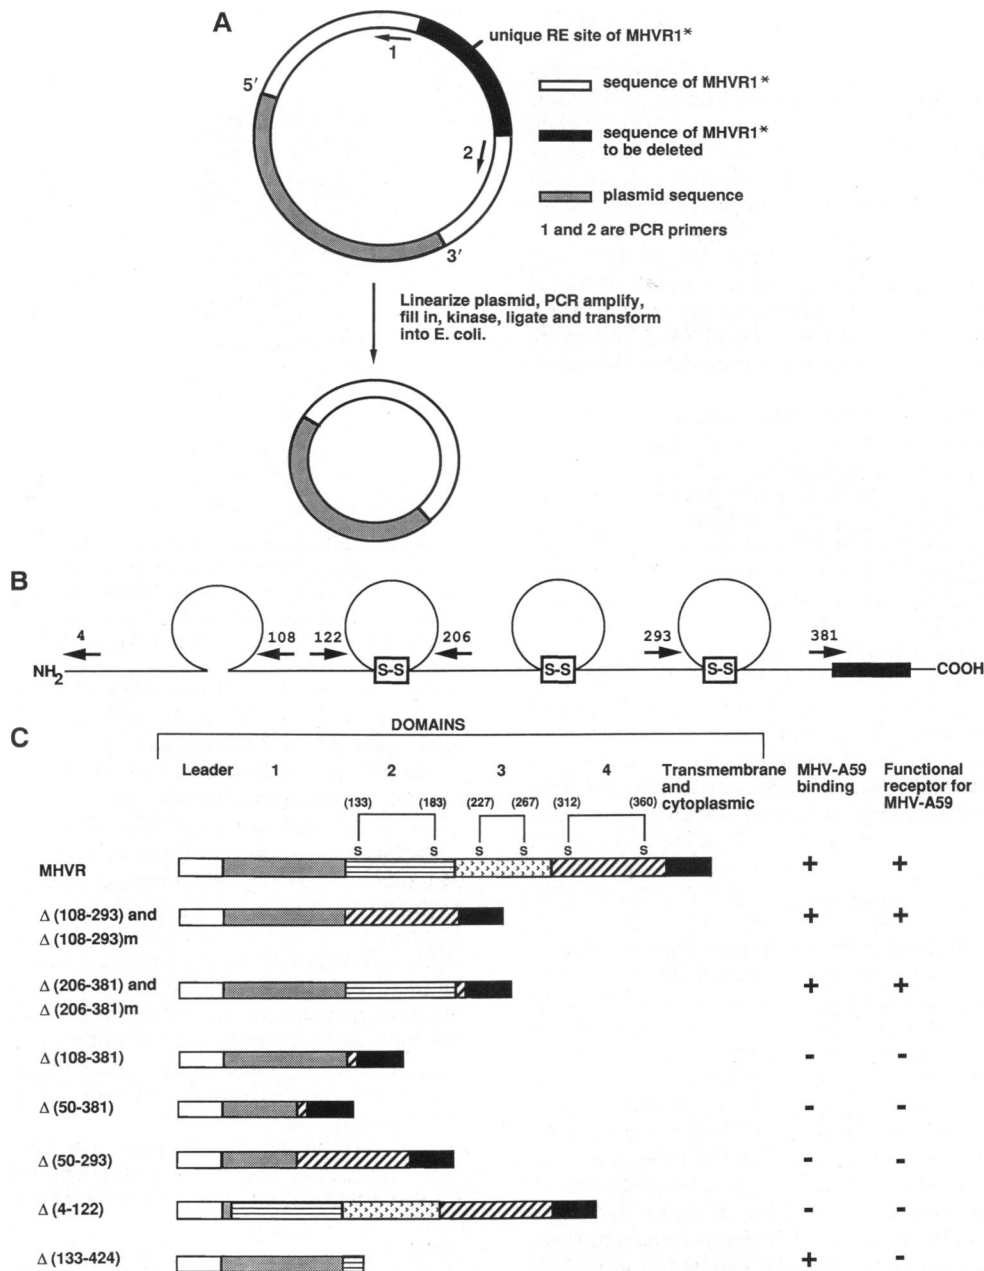 A
unique RE site of MHVR1*
1
5'
sequence of MHVR1*
2
sequence of MHVR1*
to be deleted
plasmid sequence
3'
1 and 2 are PCR primers
Linearize plasmid, PCR amplify,
fill in, kinase, ligate and transform
into E. coli.
B
4 108 122 206 293 381
NH2 S-S S-S S-S COOH
C
DOMAINS
Leader 1 2 3 4 Transmembrane
and
cytoplasmic
MHV-A59
binding
Functional
receptor for
MHV-A59
(133) (183) (227) (267) (312) (360)
S S S S S S
MHVR + +
Δ (108-293) and + +
Δ (108-293)m
Δ (206-381) and + +
Δ (206-381)m
Δ (108-381) - -
Δ (50-381) - -
Δ (50-293) - -
Δ (4-122) - -
Δ (133-424) + -